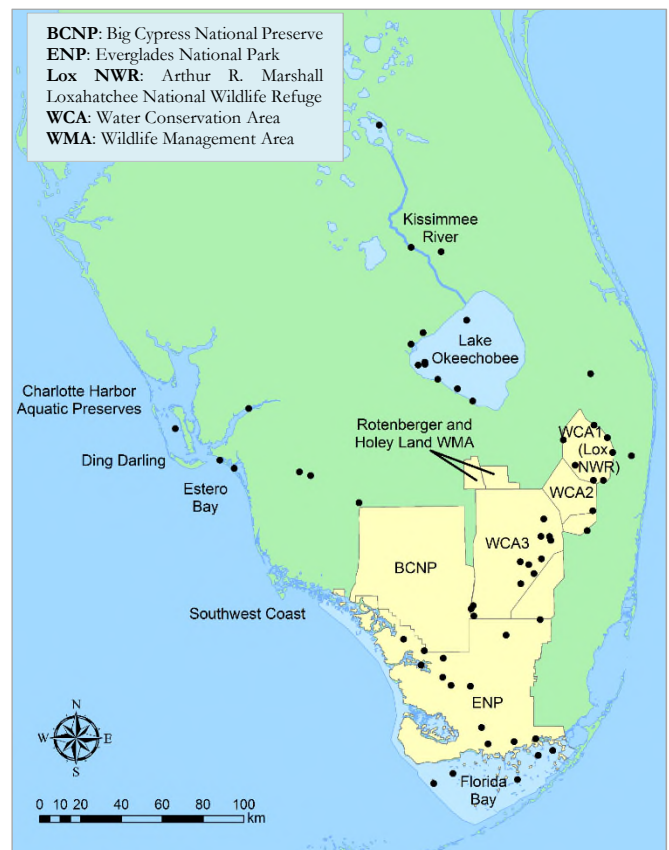 BCNP: Big Cypress National Preserve
ENP: Everglades National Park
Lox NWR: Arthur R. Marshall
Loxahatchee National Wildlife Refuge
WCA: Water Conservation Area
WMA: Wildlife Management Area
Kissimmee
River
Lake
Okeechobee
Charlotte Harbor
Aquatic Preserves
Rotenberger and
Holey Land WMA
WCA1
(Lox
NWR)
Ding Darling
Estero
Bay
WCA2
WCA3
BCNP
Southwest Coast
ENP
N
W E
S
Florida
Bay
0 10 20 40 60 80 100
km